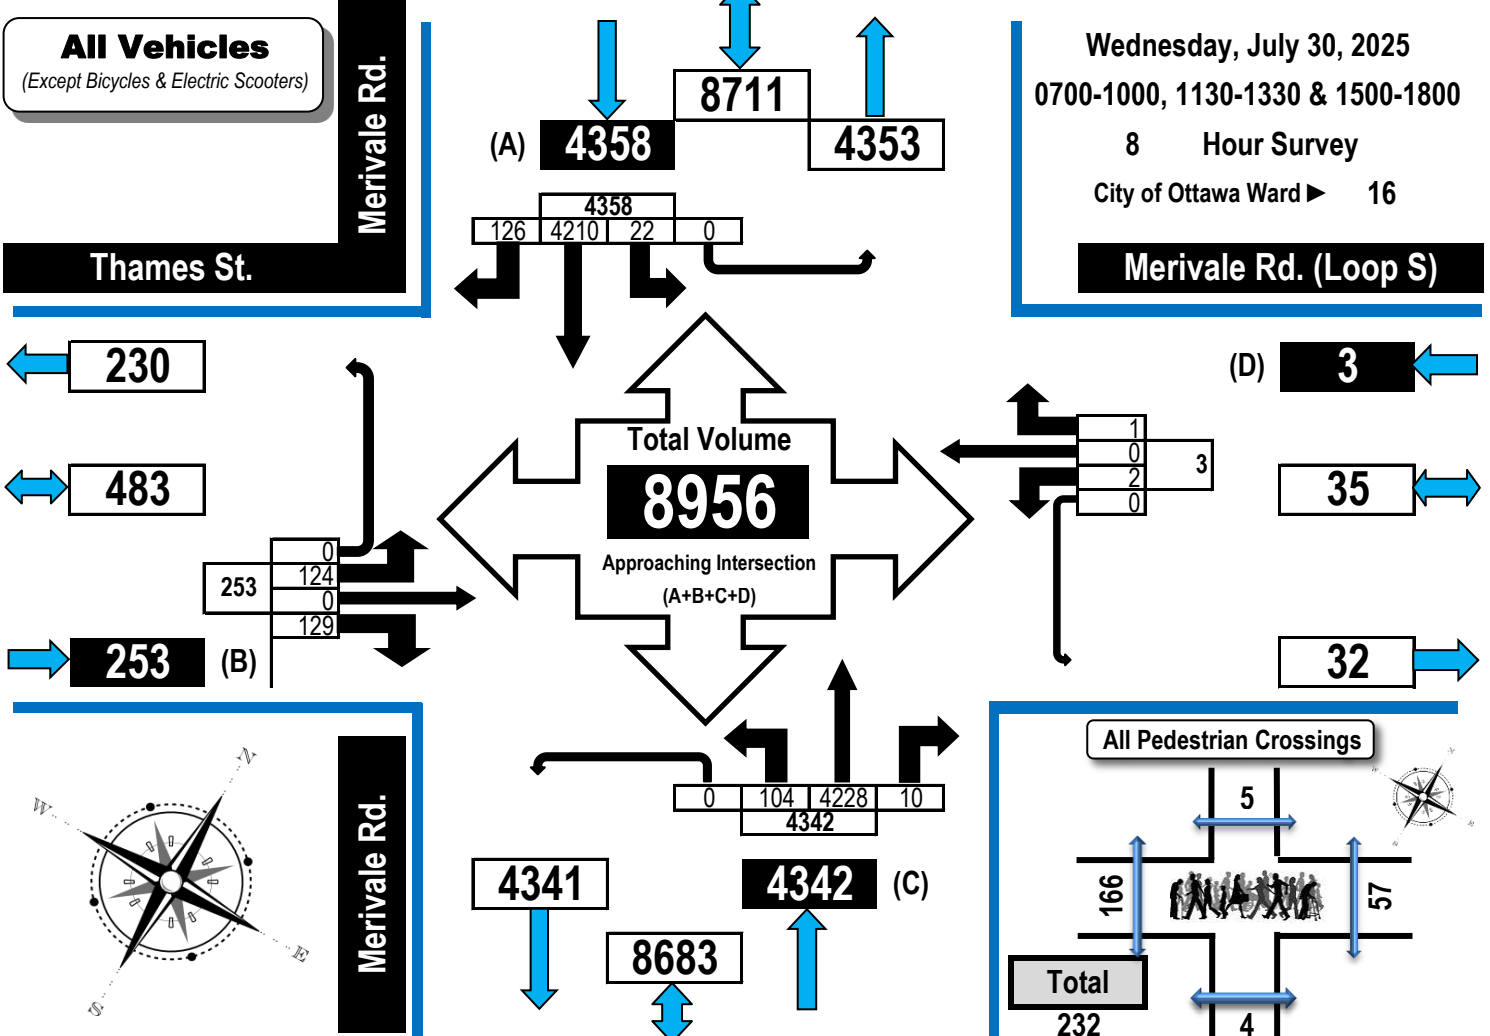 All Vehicles
(Except Bicycles & Electric Scooters)
Merivale Rd.
Thames St.
8711
(A) 4358
4353
4358
126 4210 22 0
Wednesday, July 30, 2025
0700-1000, 1130-1330 & 1500-1800
8 Hour Survey
City of Ottawa Ward ► 16
Merivale Rd. (Loop S)
230
483
0
124
253
0
129
253 (B)
Total Volume
8956
Approaching Intersection
(A+B+C+D)
(D) 3
1
0
3
2
0
35
32
N
W
E
S
Merivale Rd.
0 104 4228 10
4342
4341
4342 (C)
8683
All Pedestrian Crossings
5
166
57
Total
232
4